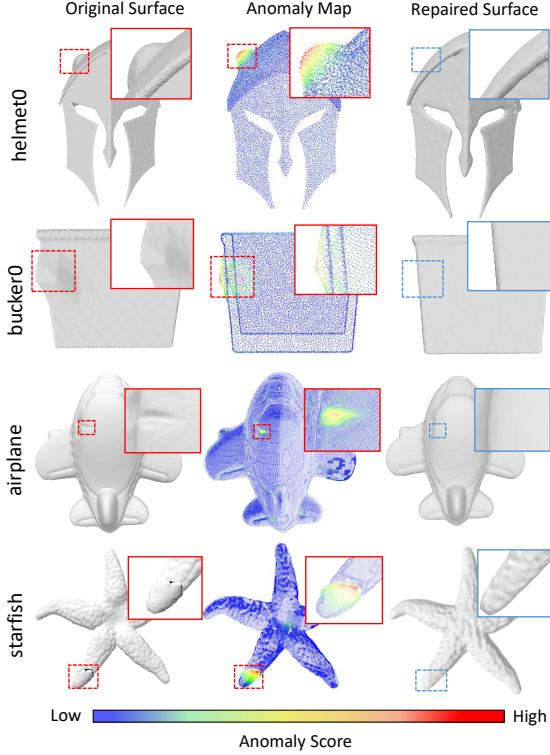 Original Surface
Anomaly Map
Repaired Surface
helmet0
bucker0
airplane
starfish
Low
High
Anomaly Score